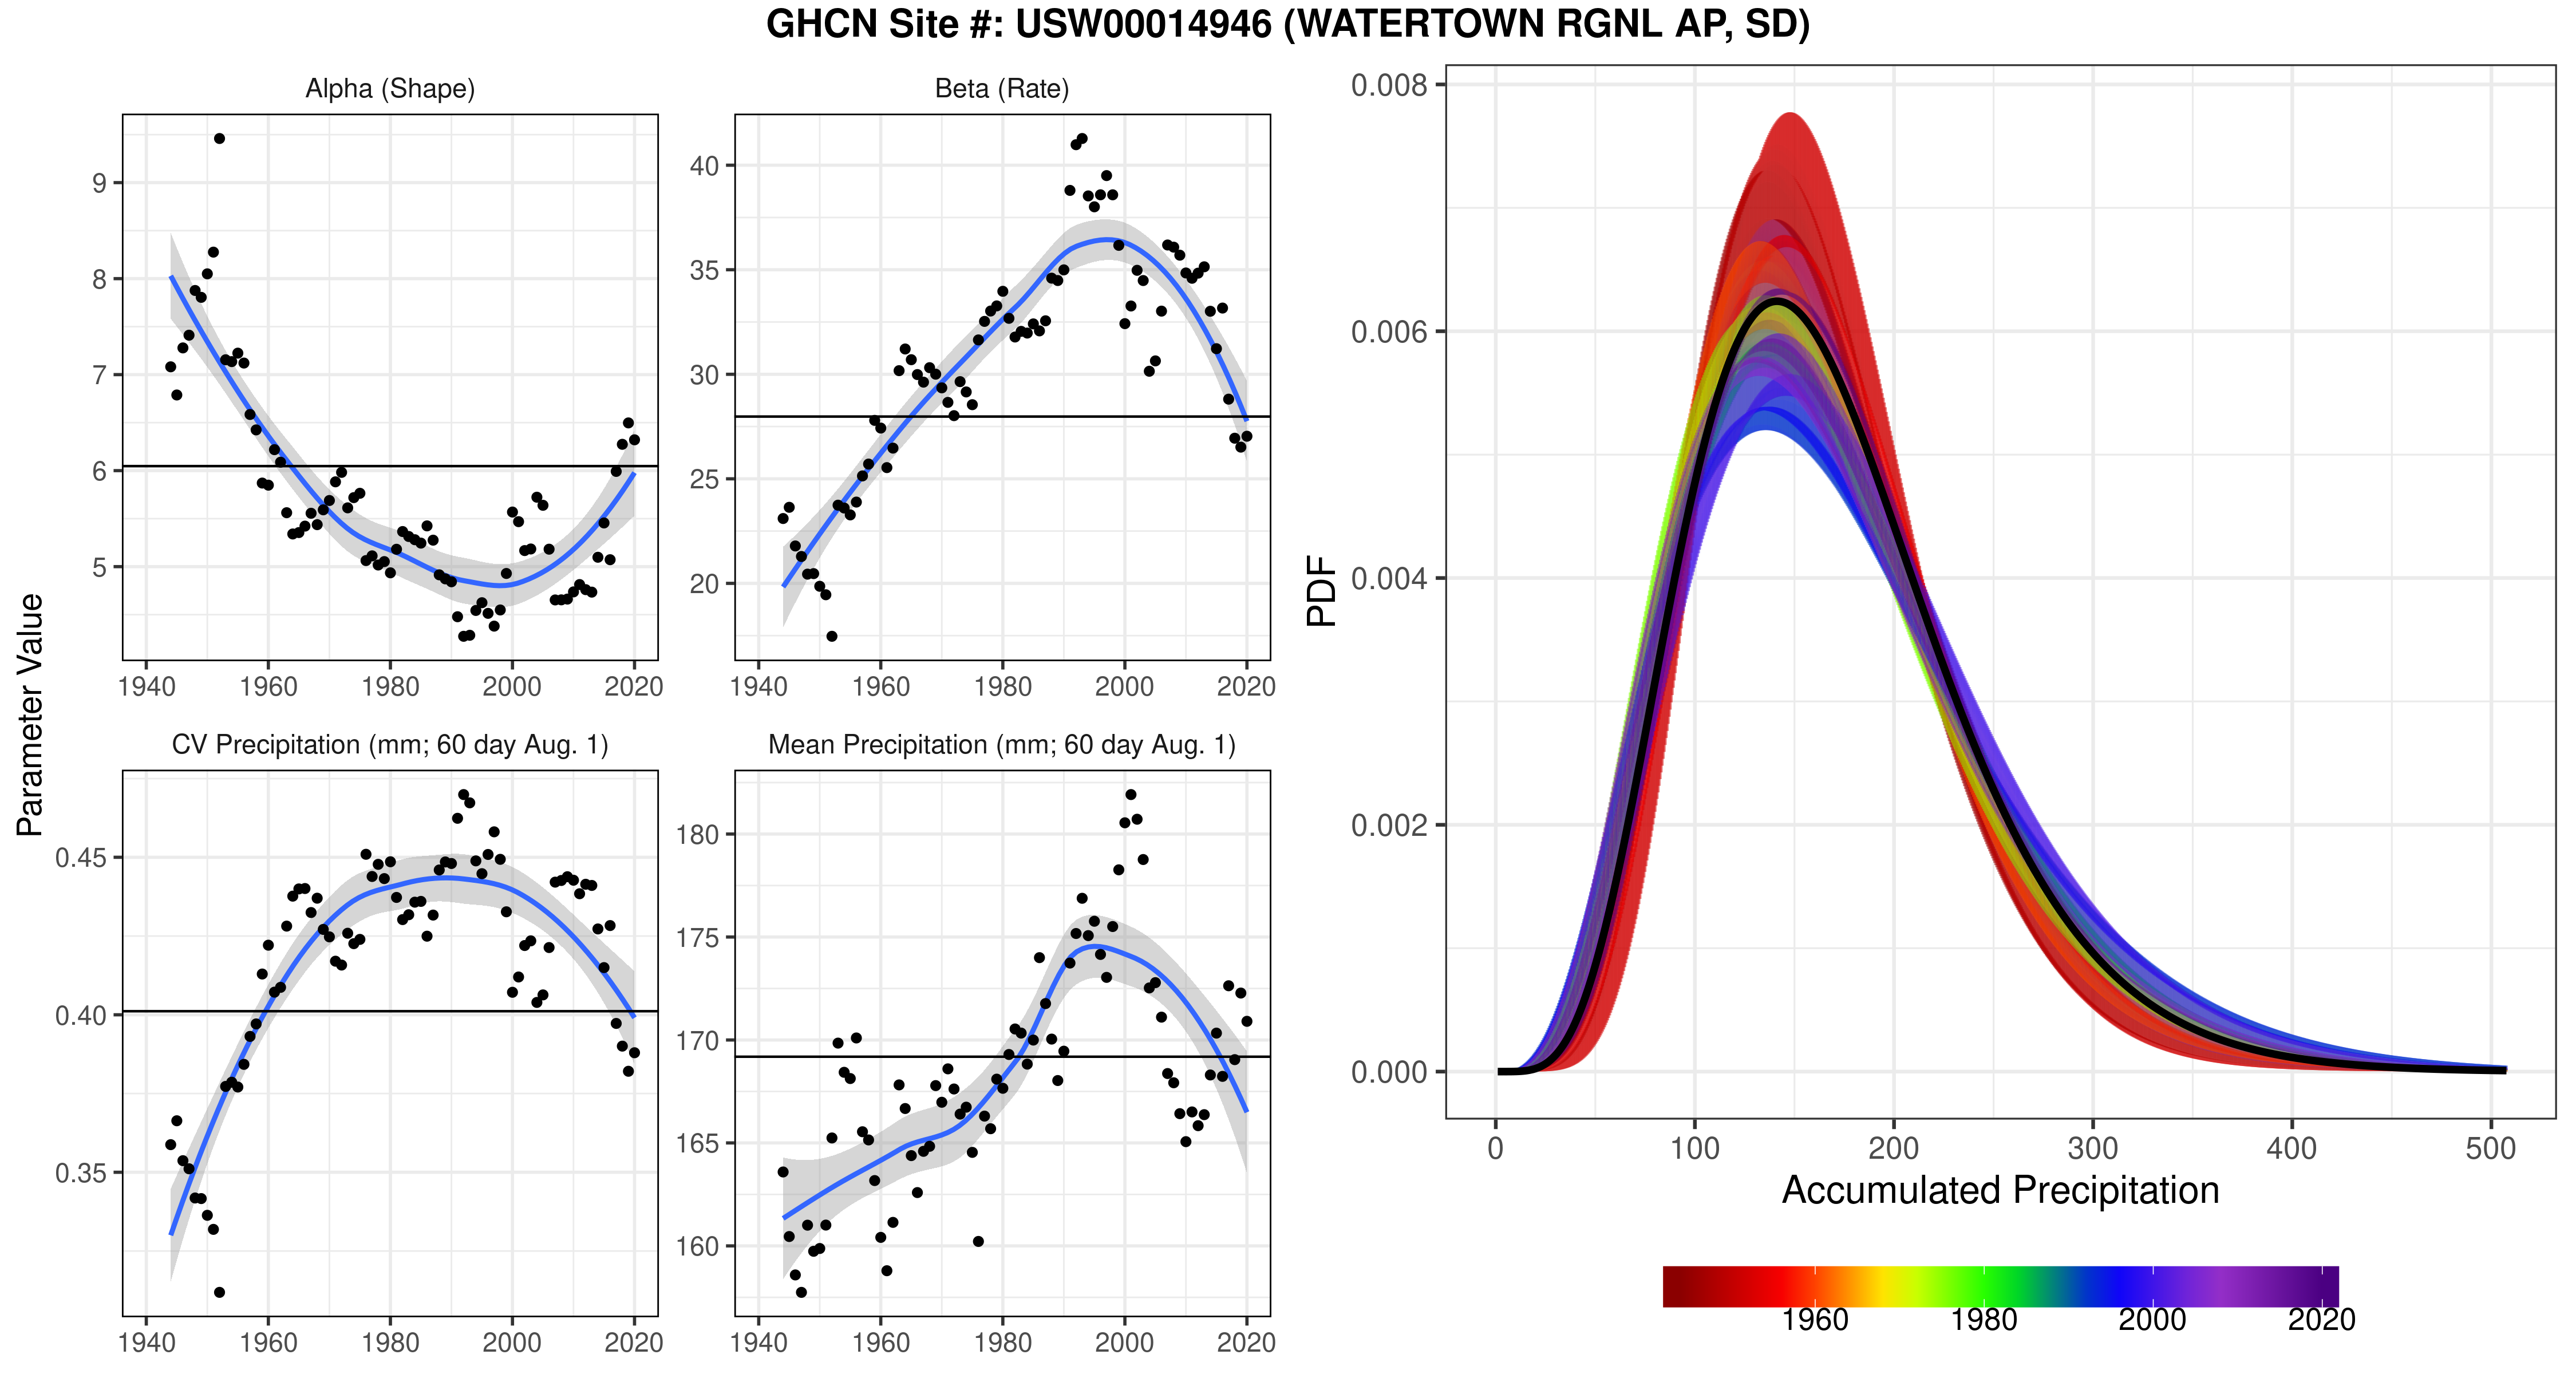 GHCN Site #: USW00014946 (WATERTOWN RGNL AP, SD)
Alpha (Shape)
9
8
7
6
5
1940 1960 1980 2000 2020
Beta (Rate)
40
35
30
25
20
1940 1960 1980 2000 2020
Parameter Value
CV Precipitation (mm; 60 day Aug. 1)
0.45
0.40
0.35
1940 1960 1980 2000 2020
Mean Precipitation (mm; 60 day Aug. 1)
180
175
170
165
160
1940 1960 1980 2000 2020
PDF
0.008
0.006
0.004
0.002
0.000
0 100 200 300 400 500
Accumulated Precipitation
1960 1980 2000 2020